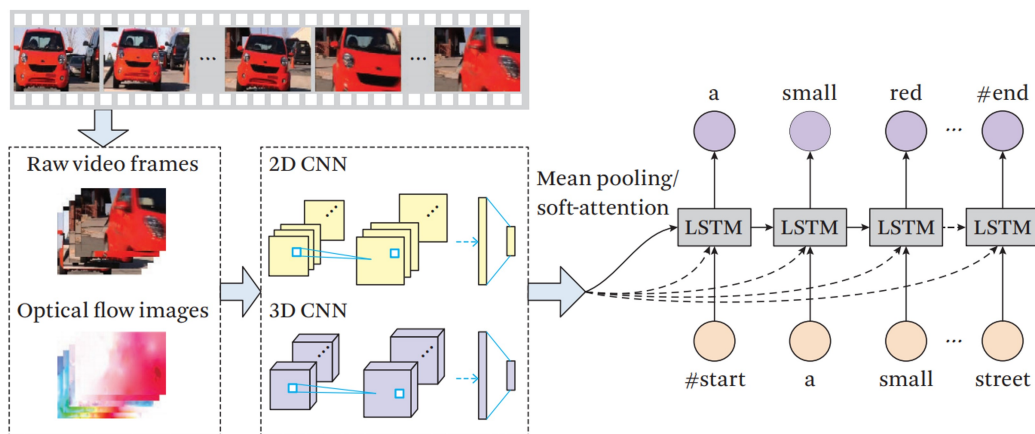 Raw video frames
Optical flow images
2D CNN
3D CNN
Mean pooling/
soft-attention
a small red ... #end
LSTM LSTM LSTM LSTM
#start a small ... street